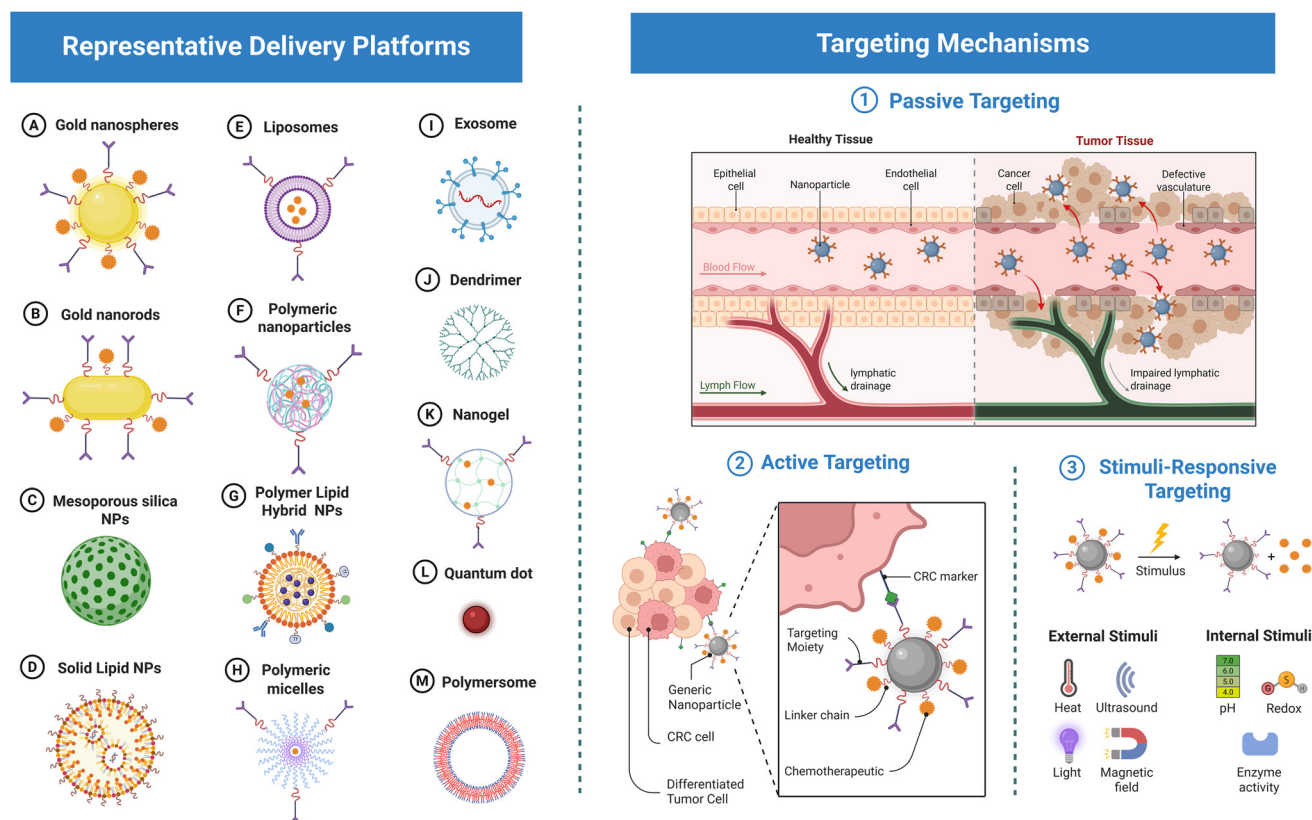 Representative Delivery Platforms
A Gold nanospheres
B Gold nanorods
C Mesoporous silica
NPs
D Solid Lipid NPs
E Liposomes
F Polymeric
nanoparticles
G Polymer Lipid
Hybrid NPs
Tf
Tf
H Polymeric
micelles
I Exosome
J Dendrimer
K Nanogel
L Quantum dot
M Polymersome
Targeting Mechanisms
1 Passive Targeting
Healthy Tissue
Tumor Tissue
Epithelial
cell
Nanoparticle
Endothelial
cell
Cancer
cell
Defective
vasculature
Blood Flow
Lymph Flow
lymphatic
drainage
Impaired lymphatic
drainage
2 Active Targeting
CRC marker
Targeting
Moiety
Linker chain
Chemotherapeutic
Generic
Nanoparticle
CRC cell
Differentiated
Tumor Cell
3 Stimuli-Responsive
Targeting
Stimulus
+
External Stimuli
Heat
Ultrasound
Light
Magnetic
field
Internal Stimuli
7.0
6.0
5.0
4.0
pH
G S H
Redox
Enzyme
activity